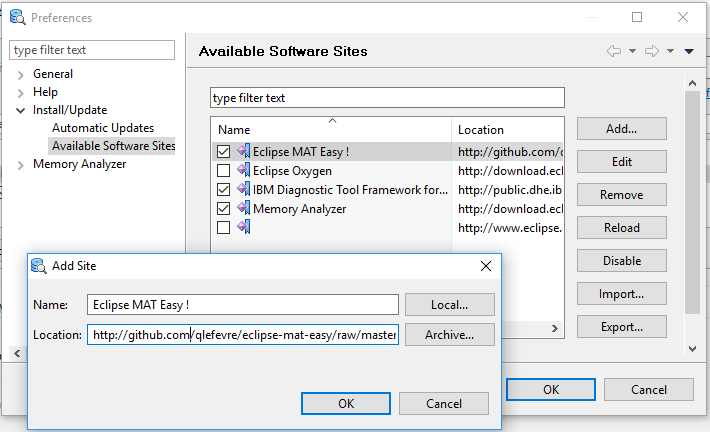 Preferences
type filter text
General
Help
Install/Update
Automatic Updates
Available Software Sites
Memory Analyzer
Available Software Sites
type filter text
Name Location
Eclipse MAT Easy ! http://github.com/q
Eclipse Oxygen http://download.ecl
IBM Diagnostic Tool Framework for... http://public.dhe.ib
Memory Analyzer http://download.ecl
http://www.eclipse.
Add...
Edit
Remove
Reload
Disable
Import...
Export...
OK
Cancel
Add Site
Name: Eclipse MAT Easy ! Local...
Location: http://github.com/qlefevre/eclipse-mat-easy/raw/master Archive...
OK Cancel